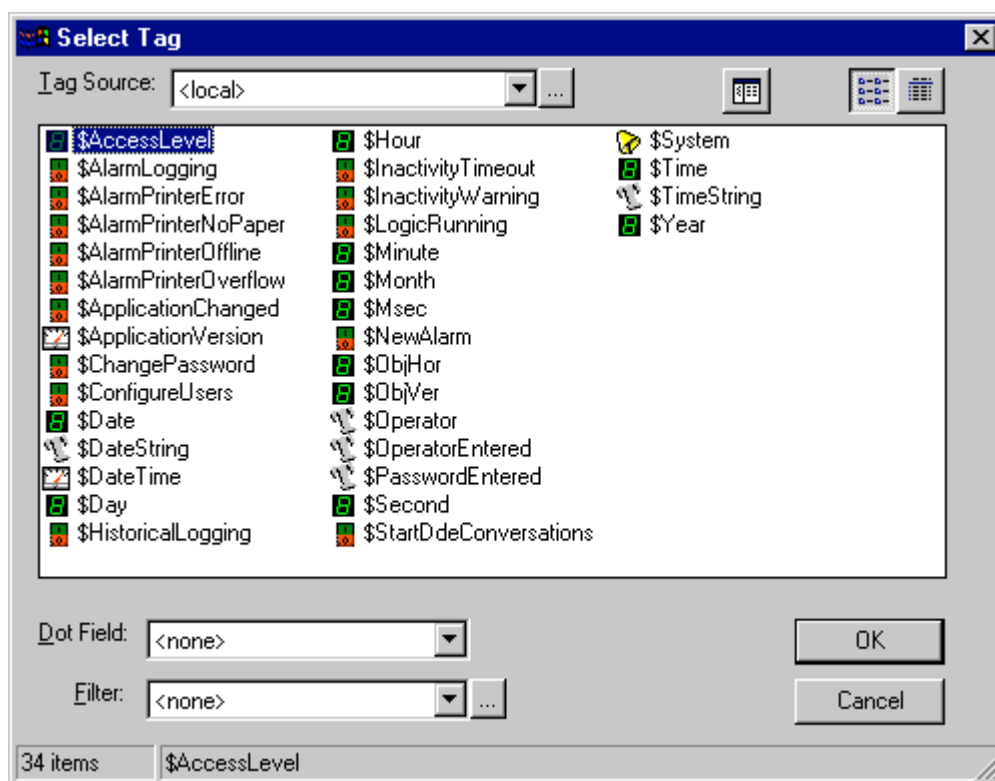 Select Tag
Tag Source: <local> ...
$AccessLevel
$AlarmLogging
$AlarmPrinterError
$AlarmPrinterNoPaper
$AlarmPrinterOffline
$AlarmPrinterOverflow
$ApplicationChanged
$ApplicationVersion
$ChangePassword
$ConfigureUsers
$Date
$DateString
$DateTime
$Day
$HistoricalLogging
$Hour
$InactivityTimeout
$InactivityWarning
$LogicRunning
$Minute
$Month
$Msec
$NewAlarm
$ObjHor
$ObjVer
$Operator
$OperatorEntered
$PasswordEntered
$Second
$StartDdeConversations
$System
$Time
$TimeString
$Year
Dot Field: <none>
OK
Filter: <none> ...
Cancel
34 items $AccessLevel